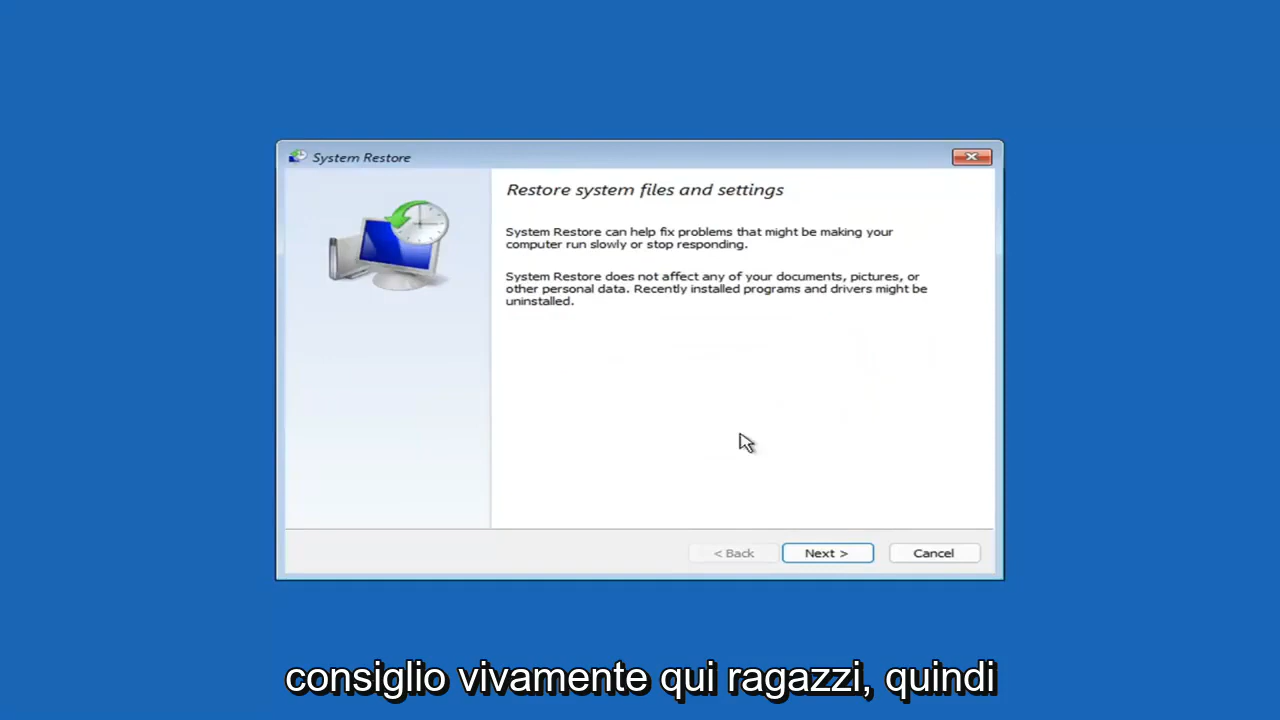 System Restore
Restore system files and settings
System Restore can help fix problems that might be making your
computer run slowly or stop responding.
System Restore does not affect any of your documents, pictures, or
other personal data. Recently installed programs and drivers might be
uninstalled.
< Back
Next >
Cancel
consiglio vivamente qui ragazzi, quindi